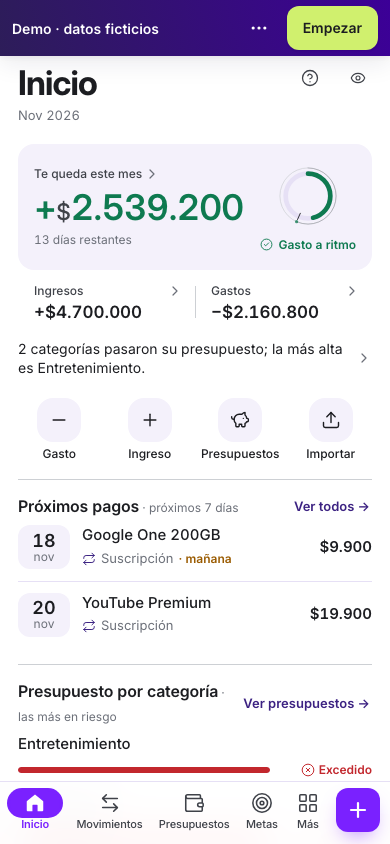 Demo · datos ficticios
Empezar
Inicio
Nov 2026
Te queda este mes
+$2.539.200
13 días restantes
Gasto a ritmo
Ingresos
+$4.700.000
Gastos
−$2.160.800
2 categorías pasaron su presupuesto; la más alta
es Entretenimiento.
Gasto
Ingreso
Presupuestos
Importar
Próximos pagos · próximos 7 días
Ver todos →
18
nov
Google One 200GB
Suscripción · mañana
$9.900
20
nov
YouTube Premium
Suscripción
$19.900
Presupuesto por categoría ·
las más en riesgo
Ver presupuestos →
Entretenimiento
Excedido
Inicio
Movimientos
Presupuestos
Metas
Más